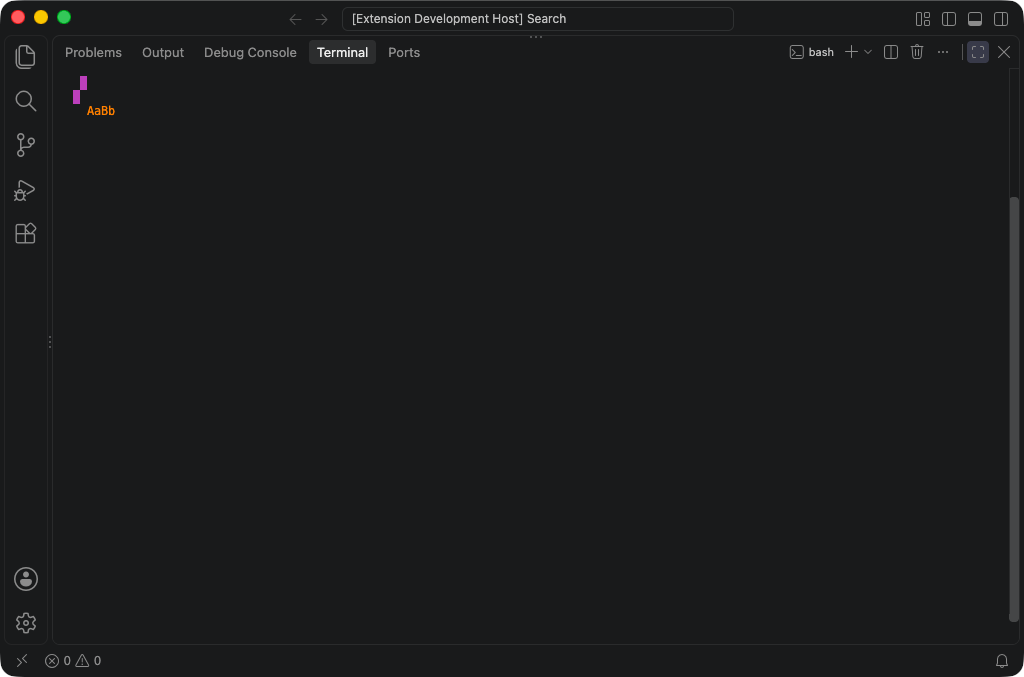 [Extension Development Host] Search
Problems Output Debug Console Terminal Ports bash
AaBb
0 0